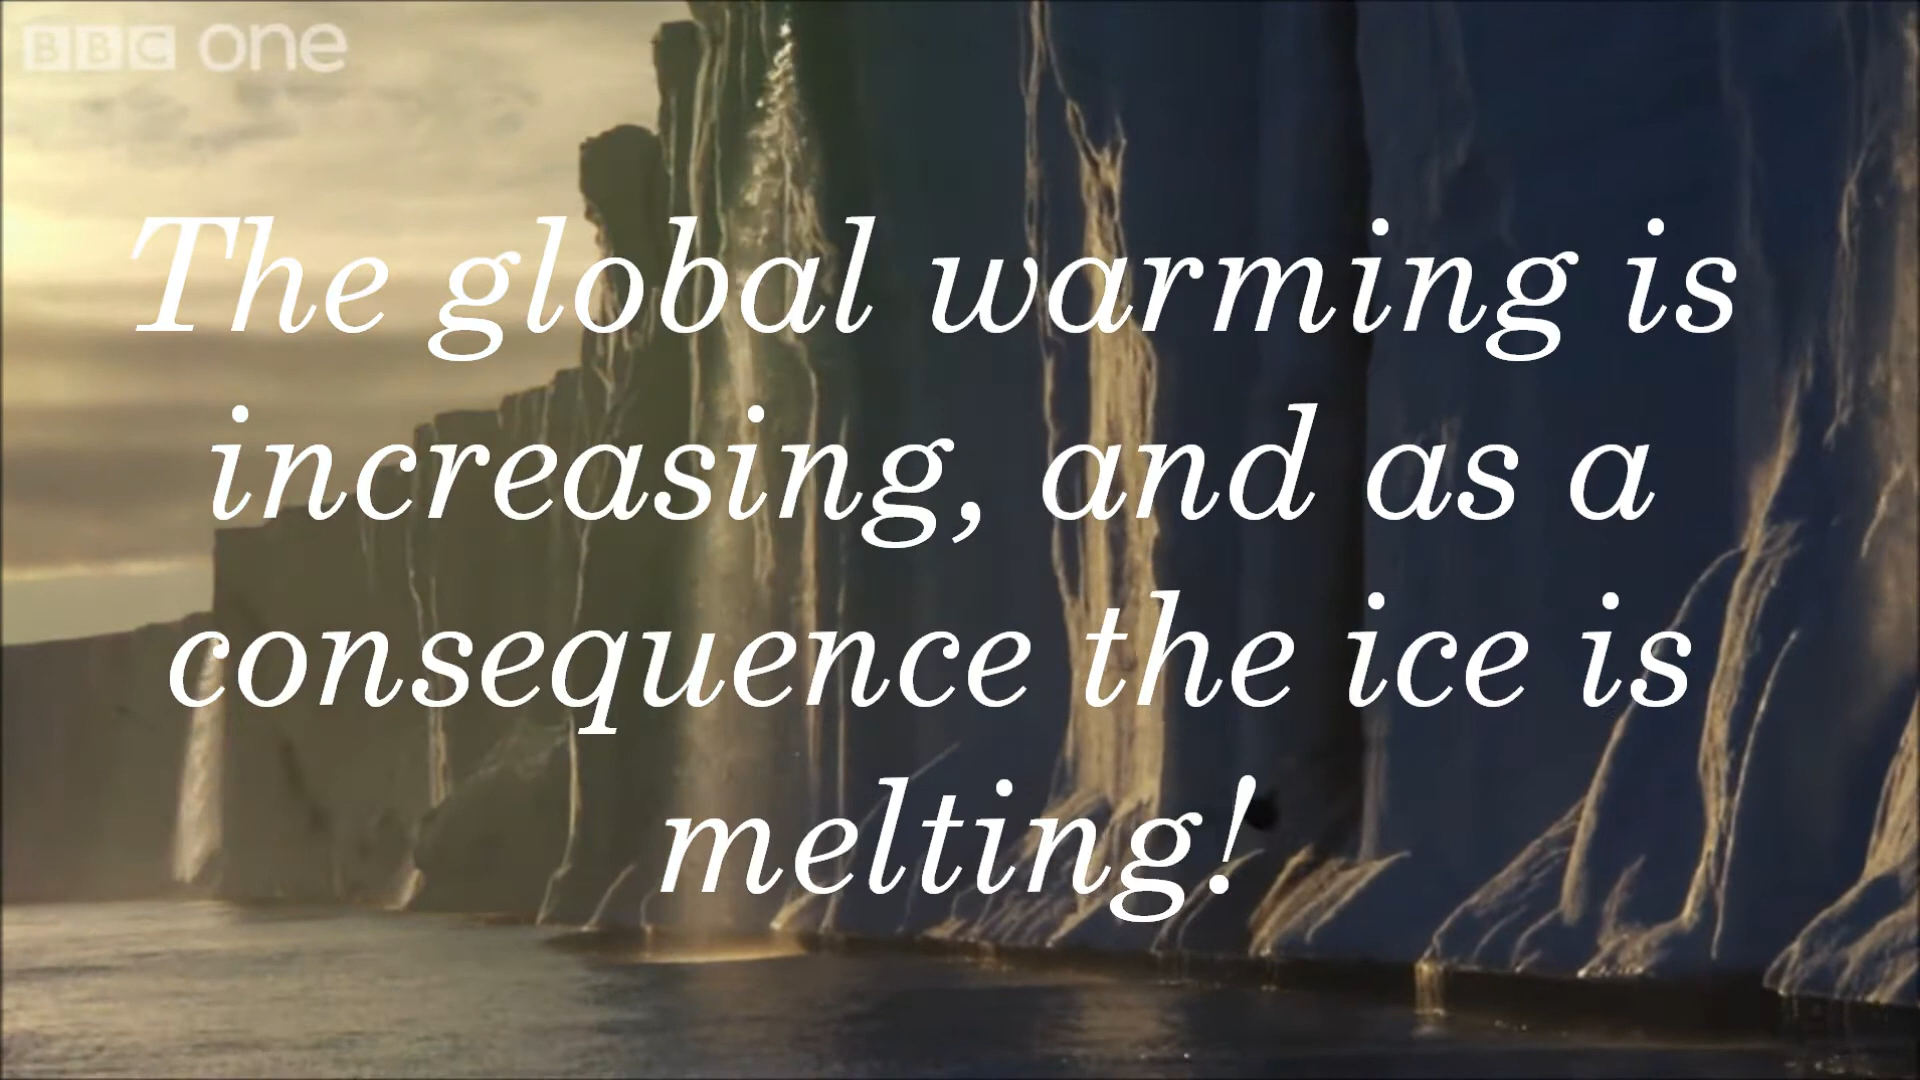 BBC one
The global warming is
increasing, and as a
consequence the ice is
melting!